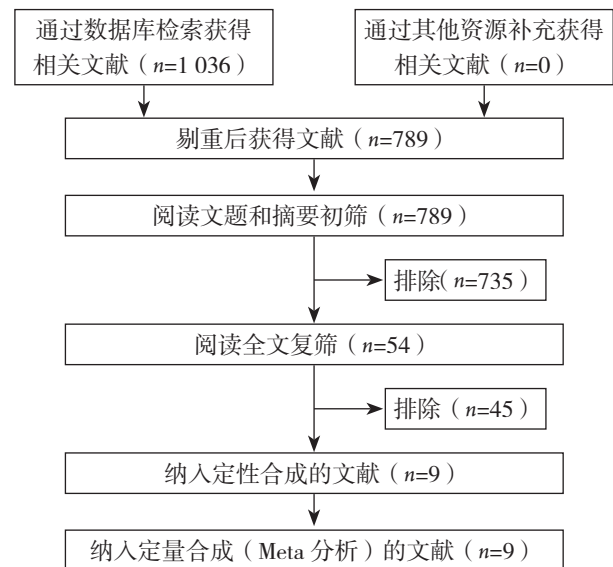 通过数据库检索获得
相关文献（n=1 036）
通过其他资源补充获得
相关文献（n=0）
剔重后获得文献（n=789）
阅读文题和摘要初筛（n=789）
排除（n=735）
阅读全文复筛（n=54）
排除（n=45）
纳入定性合成的文献（n=9）
纳入定量合成（Meta 分析）的文献（n=9）